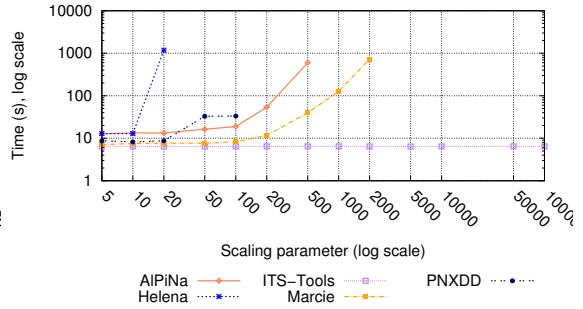 10000
1000
100
10
1
Time (s), log scale
5 10 20 50 100 200 500 1000 2000 5000 10000 50000
Scaling parameter (log scale)
AlPiNa ITS-Tools PNXDD
Helena Marcie